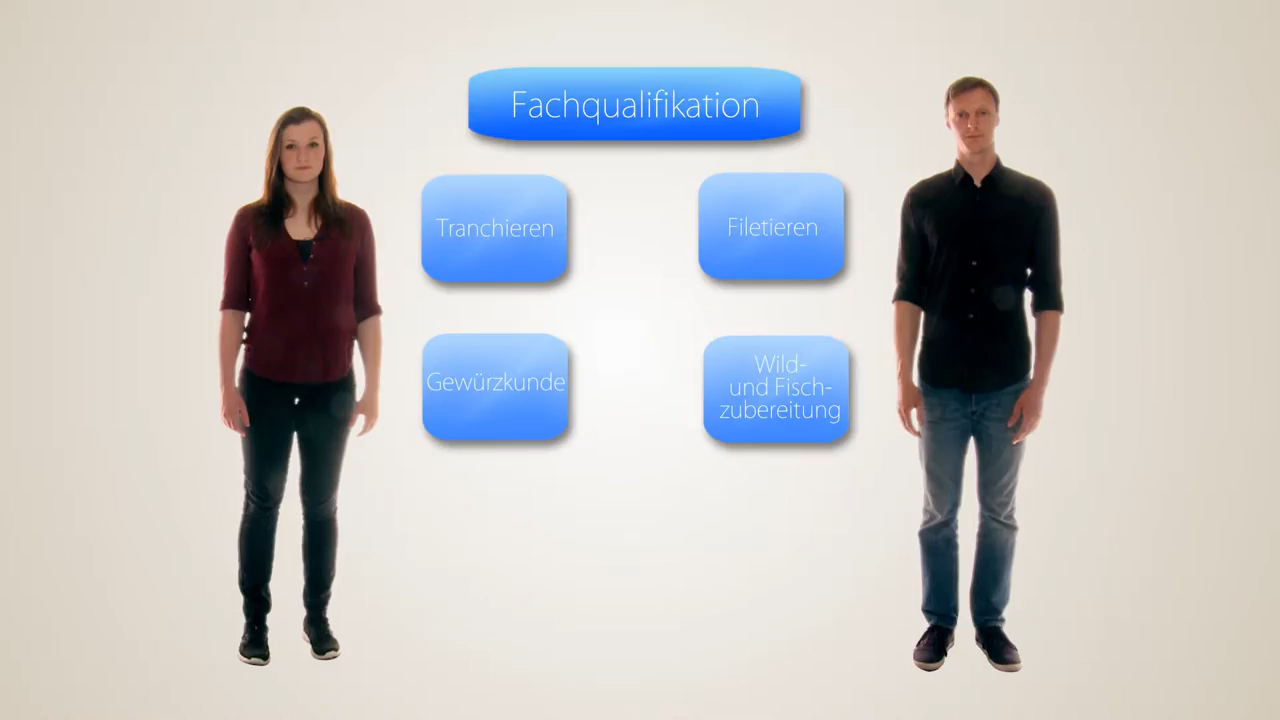 Fachqualifikation
Tranchieren
Filetieren
Gewürzkunde
Wild-
und Fisch-
zubereitung